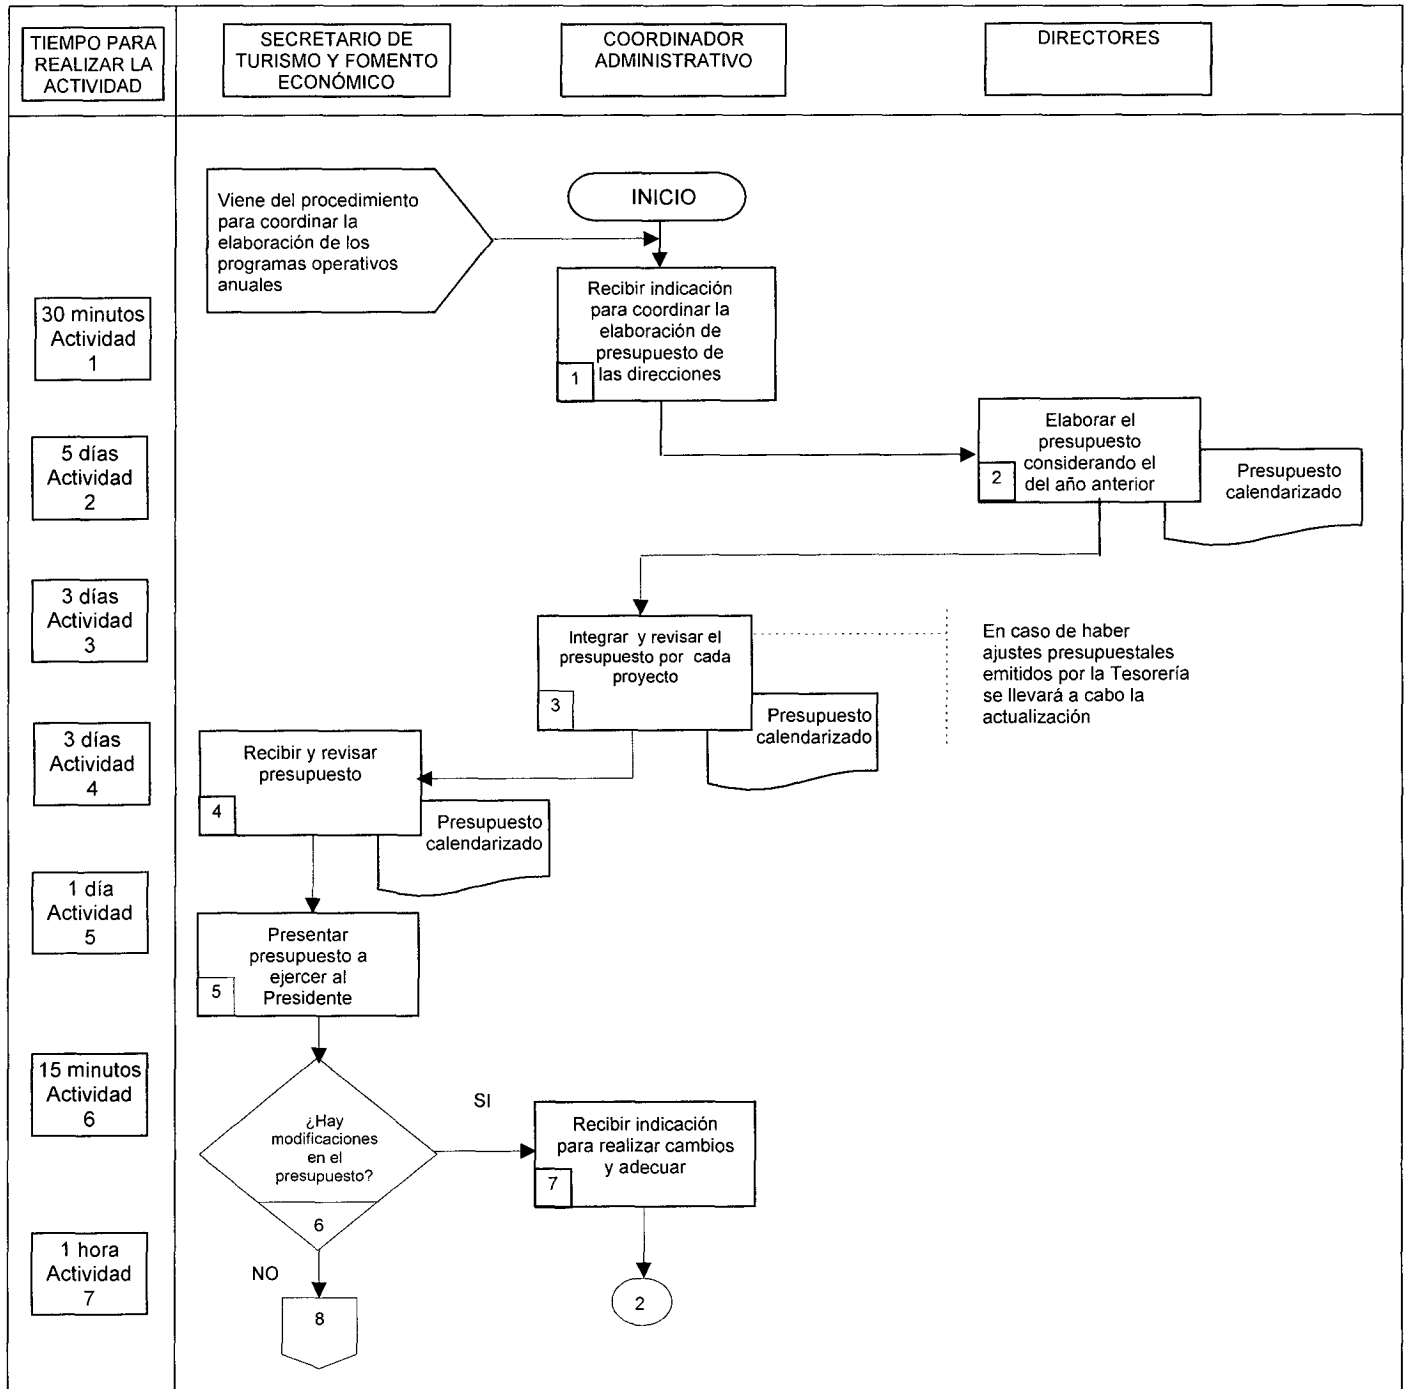 TIEMPO PARA
REALIZAR LA
ACTIVIDAD
SECRETARIO DE
TURISMO Y FOMENTO
ECONÓMICO
COORDINADOR
ADMINISTRATIVO
DIRECTORES
Viene del procedimiento
para coordinar la
elaboración de los
programas operativos
anuales
INICIO
30 minutos
Actividad
1
Recibir indicación
para coordinar la
elaboración de
presupuesto de
las direcciones
1
5 días
Actividad
2
Elaborar el
presupuesto
considerando el
del año anterior
2
Presupuesto
calendarizado
3 días
Actividad
3
Integrar y revisar el
presupuesto por cada
proyecto
3
Presupuesto
calendarizado
En caso de haber
ajustes presupuestales
emitidos por la Tesorería
se llevará a cabo la
actualización
3 días
Actividad
4
Recibir y revisar
presupuesto
4
Presupuesto
calendarizado
1 día
Actividad
5
Presentar
presupuesto a
ejercer al
Presidente
5
15 minutos
Actividad
6
¿Hay
modificaciones
en el
presupuesto?
6
SI
Recibir indicación
para realizar cambios
y adecuar
7
1 hora
Actividad
7
NO
8
2